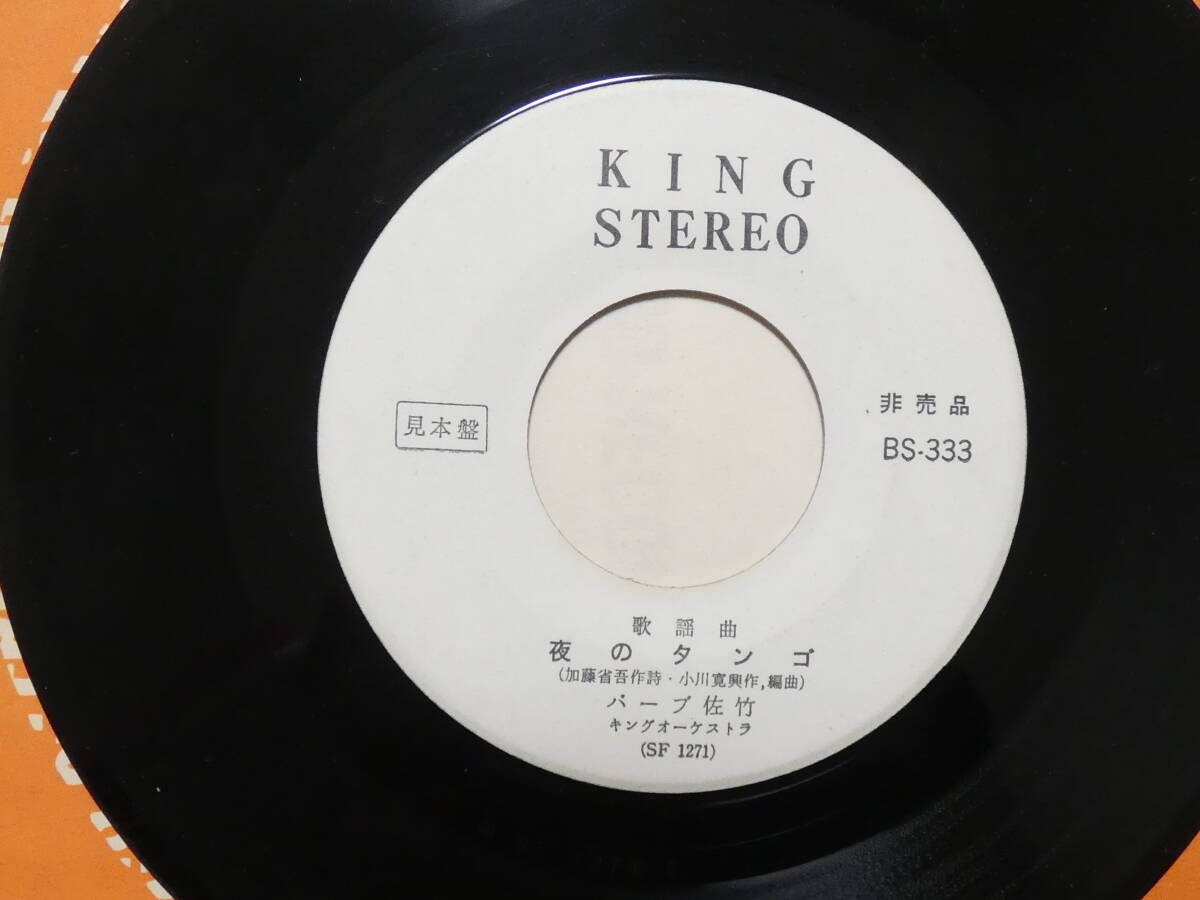 KING
STEREO
見本盤
非売品
BS-333
歌謡曲
夜のタンゴ
(加藤省吾作詩・小川寛興作,編曲)
バーブ佐竹
キングオーケストラ
(SF 1271)